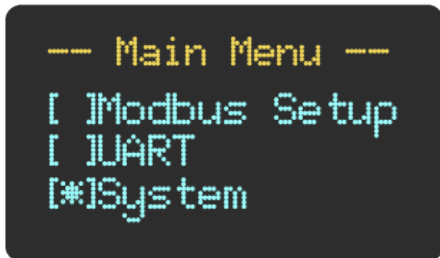 -- Main Menu --
[ ]Modbus Setup
[ ]UART
[*]System